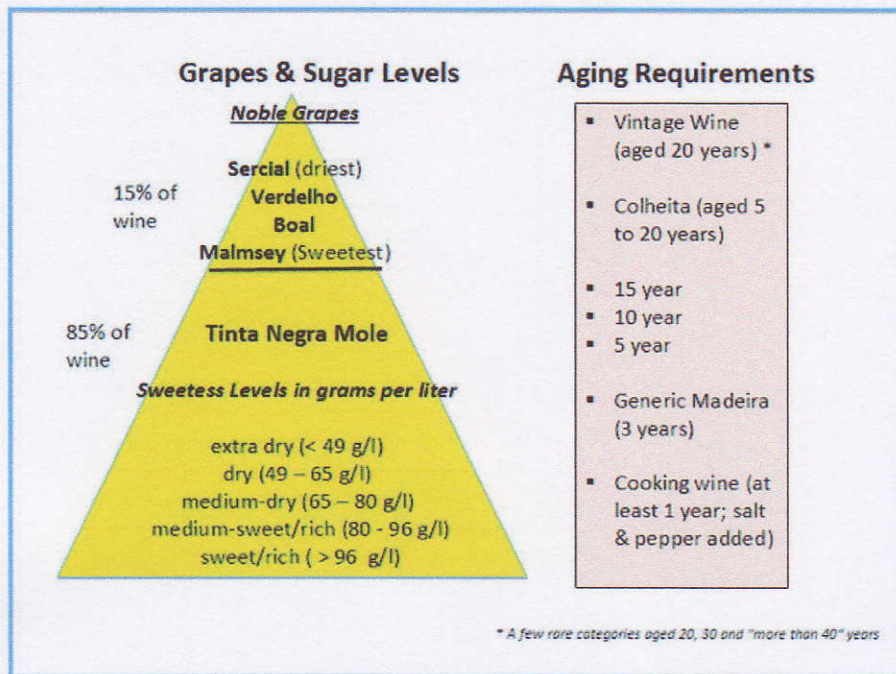 Grapes & Sugar Levels
Noble Grapes
Sercial (driest)
Verdelho
Boal
Malmsey (Sweetest)
15% of
wine
85% of
wine
Tinta Negra Mole
Sweetess Levels in grams per liter
extra dry (< 49 g/l)
dry (49 – 65 g/l)
medium-dry (65 – 80 g/l)
medium-sweet/rich (80 - 96 g/l)
sweet/rich ( > 96 g/l)
Aging Requirements
▪ Vintage Wine
(aged 20 years) *
▪ Colheita (aged 5
to 20 years)
▪ 15 year
▪ 10 year
▪ 5 year
▪ Generic Madeira
(3 years)
▪ Cooking wine (at
least 1 year; salt
& pepper added)
* A few rare categories aged 20, 30 and "more than 40" years